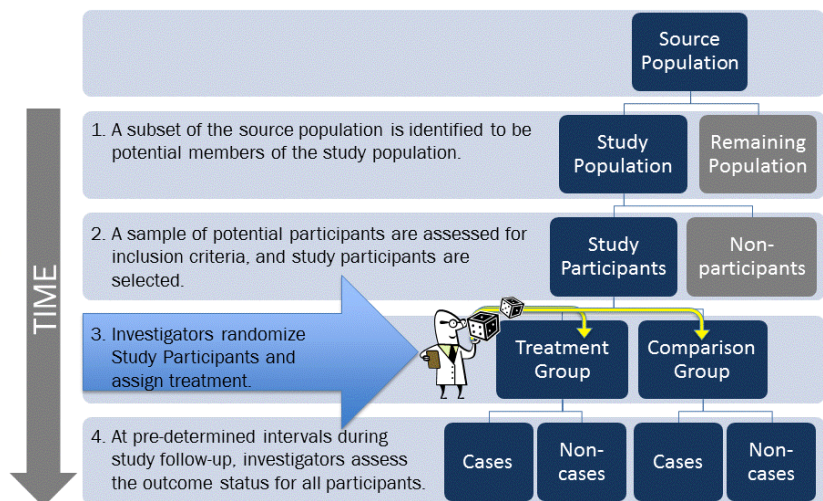 Source
Population
1. A subset of the source population is identified to be
potential members of the study population.
Study
Population
Remaining
Population
2. A sample of potential participants are assessed for
inclusion criteria, and study participants are
selected.
Study
Participants
Non-
participants
TIME
3. Investigators randomize
Study Participants and
assign treatment.
Treatment
Group
Comparison
Group
4. At pre-determined intervals during
study follow-up, investigators assess
the outcome status for all participants.
Cases
Non-
cases
Cases
Non-
cases